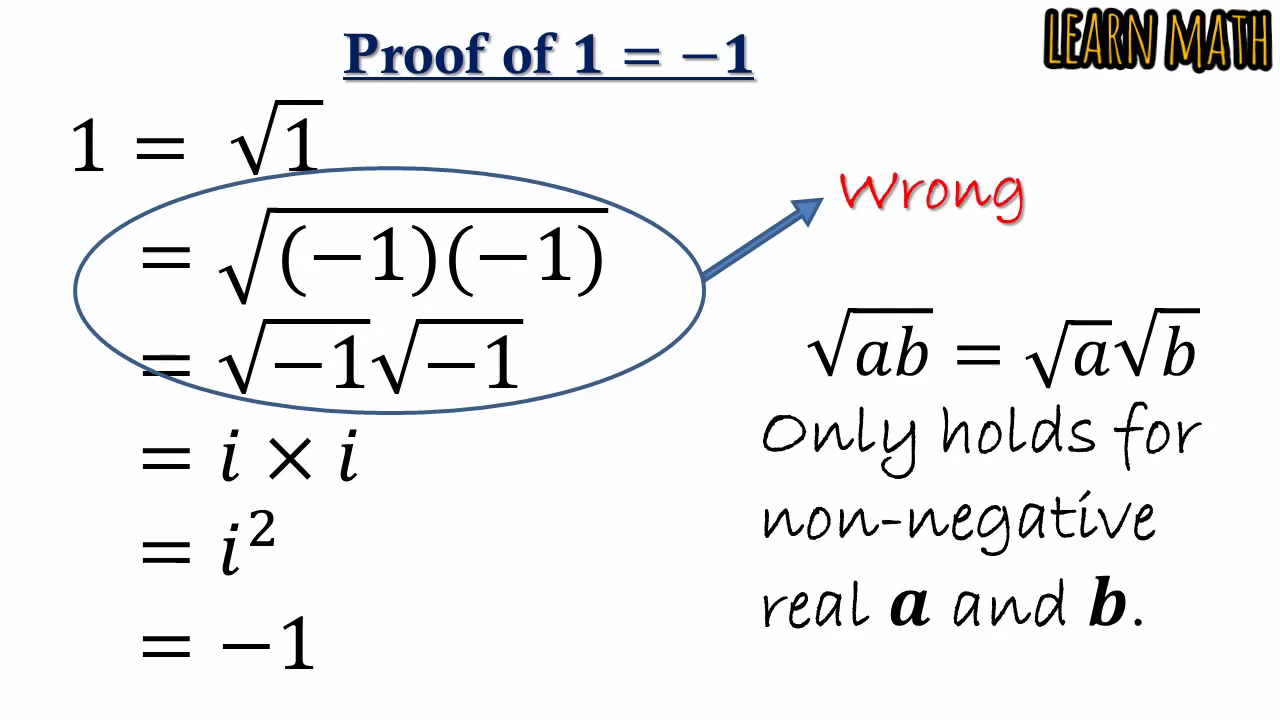 Proof of 1 = −1
LEARN MATH
1 = √1
= √(−1)(−1)
= √−1√−1
= i × i
= i²
= −1
Wrong
√ab = √a√b
Only holds for
non-negative
real a and b.